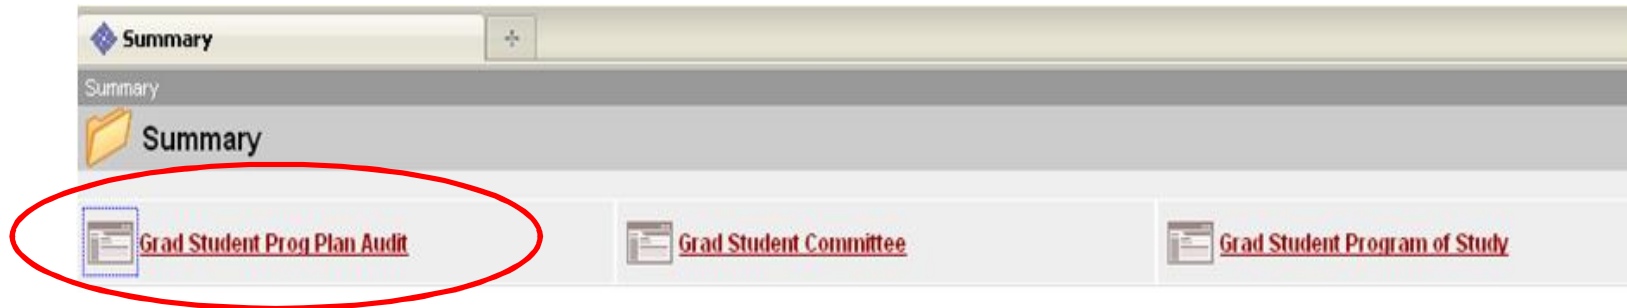 Summary
Summary
Summary
Grad Student Prog Plan Audit
Grad Student Committee
Grad Student Program of Study